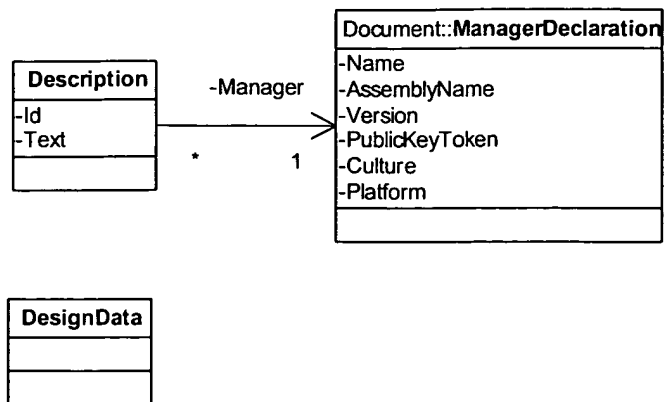 Description
-Id
-Text
-Manager
*
1
Document::ManagerDeclaration
-Name
-AssemblyName
-Version
-PublicKeyToken
-Culture
-Platform
DesignData